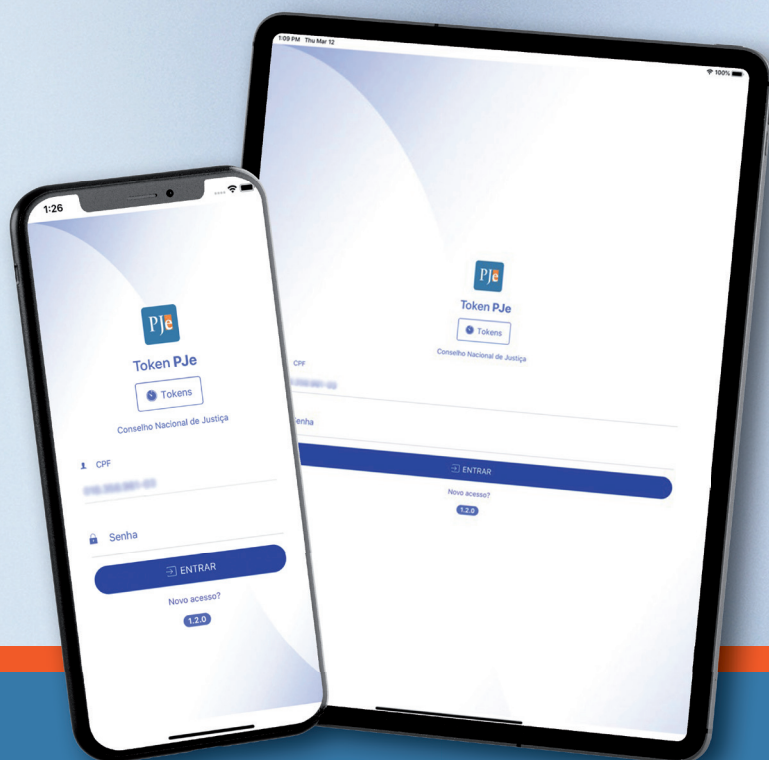 1:26
PJe
Token PJe
Tokens
Conselho Nacional de Justiça
CPF
Senha
ENTRAR
Novo acesso?
1.2.0
1:09 PM Thu Mar 12
100%
PJe
Token PJe
Tokens
Conselho Nacional de Justiça
CPF
enha
ENTRAR
Novo acesso?
1.2.0